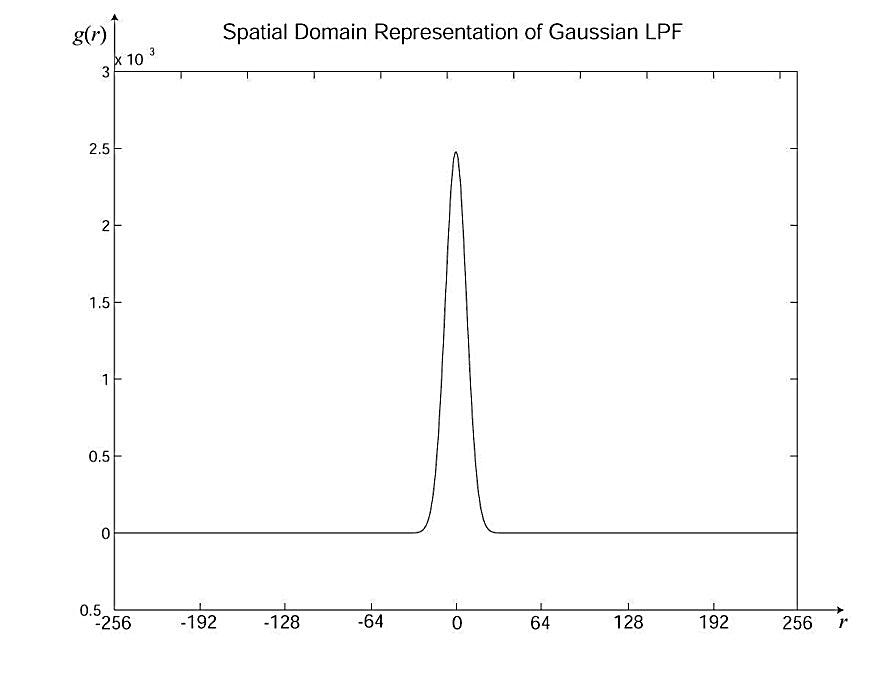 Spatial Domain Representation of Gaussian LPF
g(r)
x 10 3
3
2.5
2
1.5
1
0.5
0
0.5
-256 -192 -128 -64 0 64 128 192 256 r